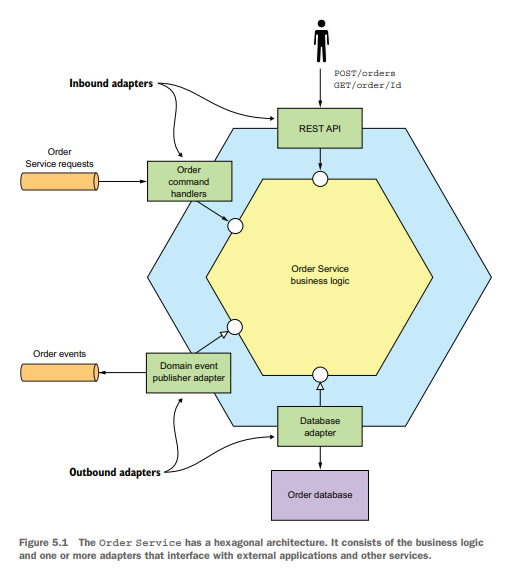 POST/orders
GET/order/Id
Inbound adapters
REST API
Order
Service requests
Order
command
handlers
Order Service
business logic
Order events
Domain event
publisher adapter
Database
adapter
Outbound adapters
Order database
Figure 5.1 The Order Service has a hexagonal architecture. It consists of the business logic
and one or more adapters that interface with external applications and other services.